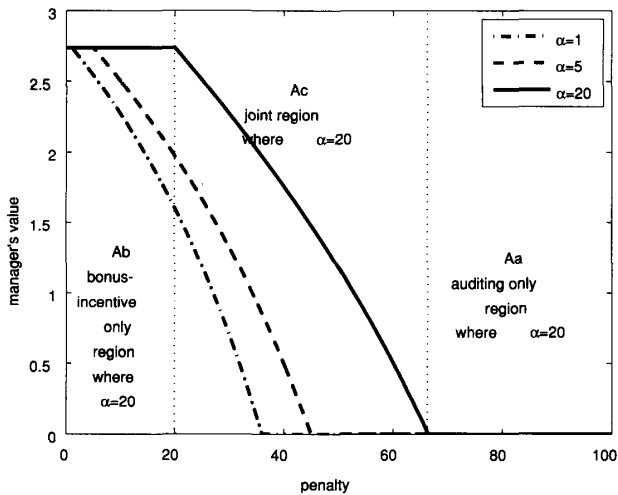 3
2.5
2
1.5
1
0.5
0
manager's value
0 20 40 60 80 100
penalty
α=1
α=5
α=20
Ac
joint region
where α=20
Ab
bonus-
incentive
only
region
where
α=20
Aa
auditing only
region
where α=20